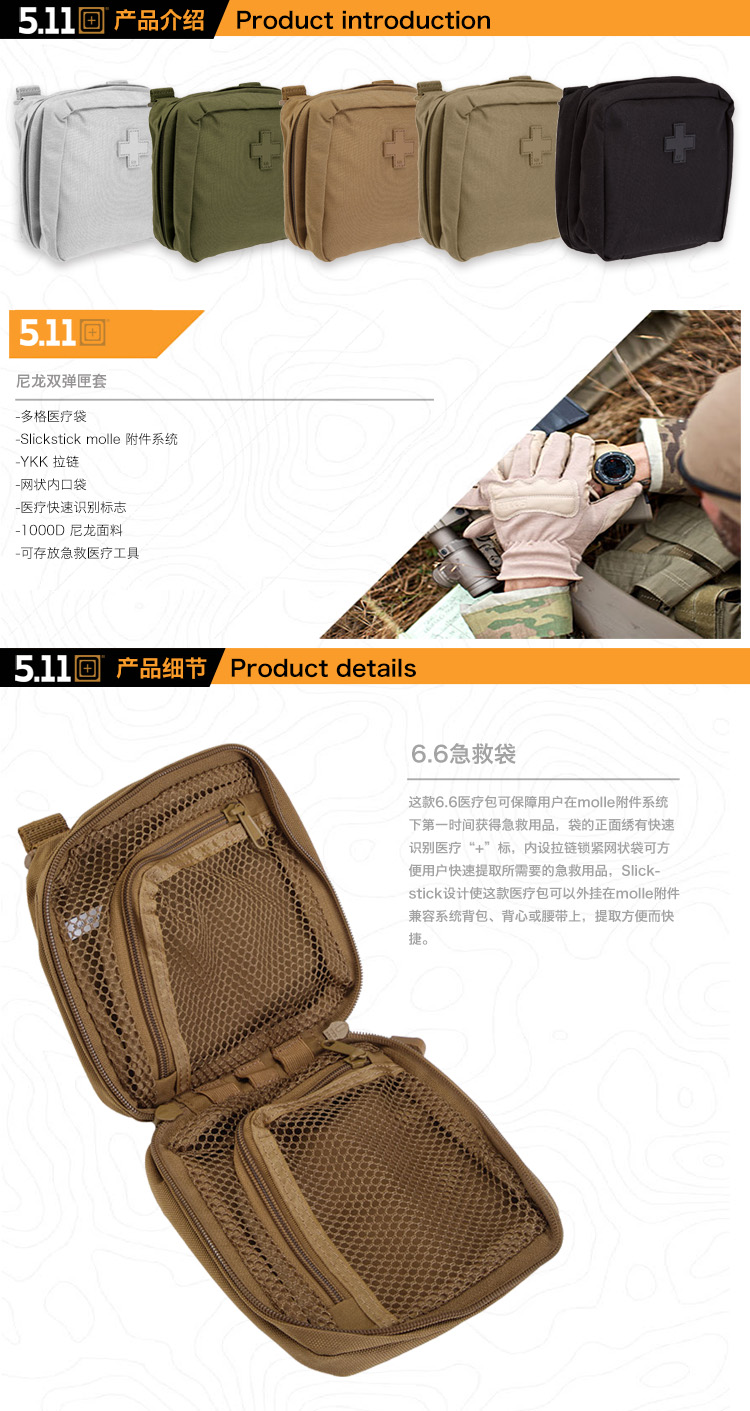 5.11 产品介绍 Product introduction
5.11
尼龙双弹匣套
-多格医疗袋
-Slickstick molle 附件系统
-YKK 拉链
-网状内口袋
-医疗快速识别标志
-1000D 尼龙面料
-可存放急救医疗工具
5.11 产品细节 Product details
6.6急救袋
这款6.6医疗包可保障用户在molle附件系统
下第一时间获得急救用品，袋的正面绣有快速
识别医疗“+”标，内设拉链锁紧网状袋可方
便用户快速提取所需要的急救用品，Slick-
stick设计使这款医疗包可以外挂在molle附件
兼容系统背包、背心或腰带上，提取方便而快
捷。